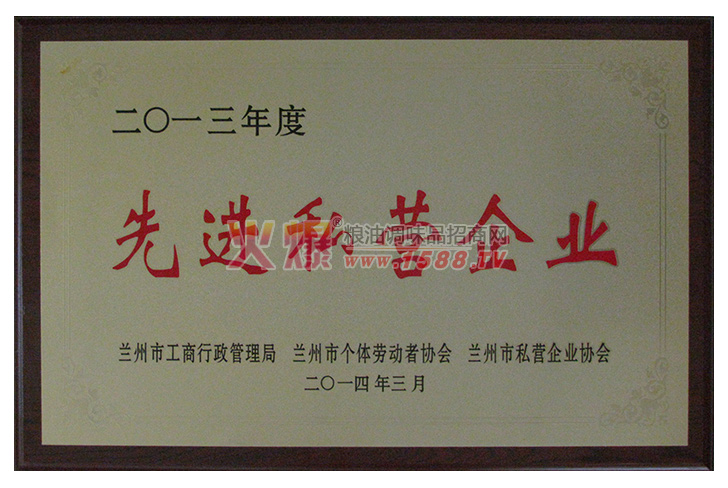 二〇一三年度
先进私营企业
火爆®粮油调味品招商网
www.1588.TV
兰州市工商行政管理局 兰州市个体劳动者协会 兰州市私营企业协会
二〇一四年三月